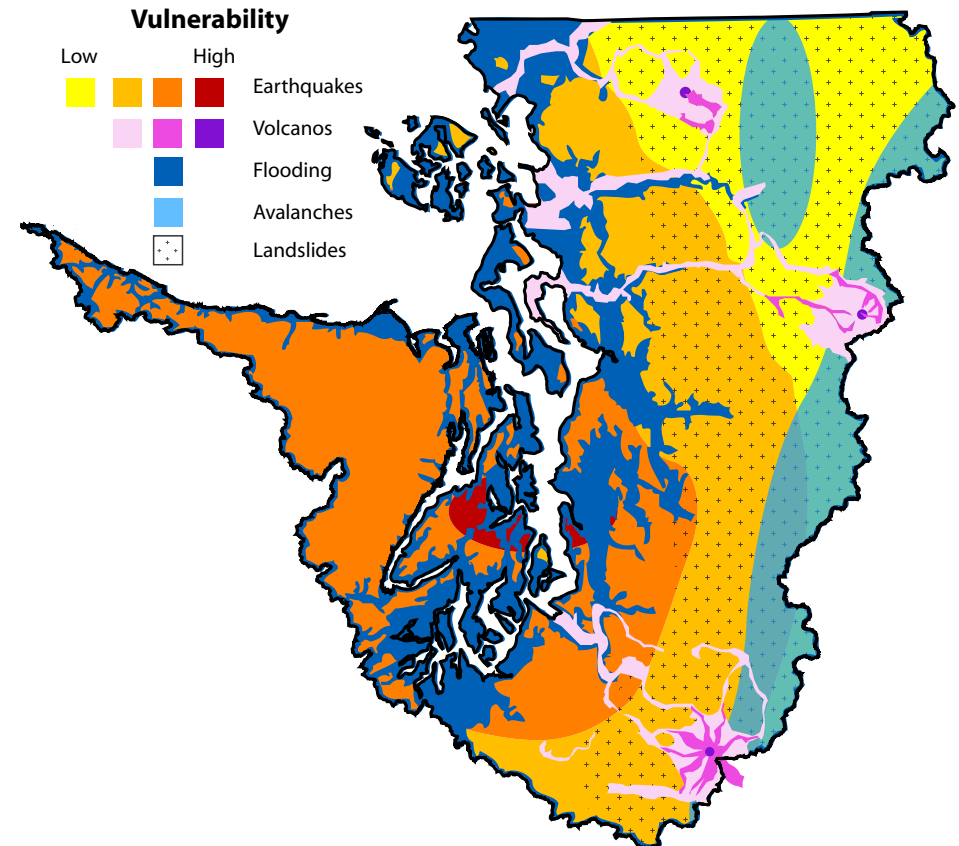 Vulnerability
Low High
Earthquakes
Volcanos
Flooding
Avalanches
Landslides